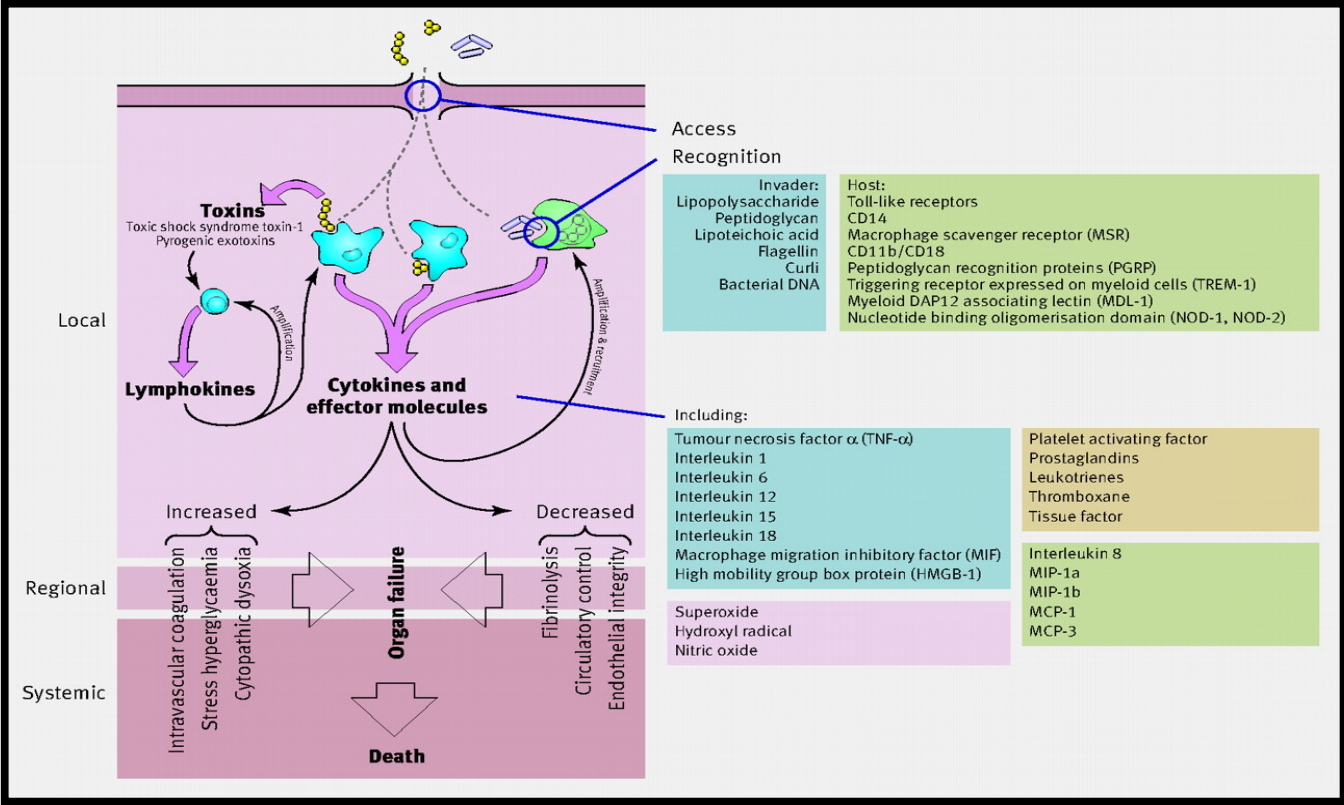 Access
Recognition
Invader:
Lipopolysaccharide
Peptidoglycan
Lipoteichoic acid
Flagellin
Curli
Bacterial DNA
Host:
Toll-like receptors
CD14
Macrophage scavenger receptor (MSR)
CD11b/CD18
Peptidoglycan recognition proteins (PGRP)
Triggering receptor expressed on myeloid cells (TREM-1)
Myeloid DAP12 associating lectin (MDL-1)
Nucleotide binding oligomerisation domain (NOD-1, NOD-2)
Toxins
Toxic shock syndrome toxin-1
Pyrogenic exotoxins
Local
Amplification
Amplification & recruitment
Lymphokines
Cytokines and
effector molecules
Including:
Tumour necrosis factor α (TNF-α)
Interleukin 1
Interleukin 6
Interleukin 12
Interleukin 15
Interleukin 18
Macrophage migration inhibitory factor (MIF)
High mobility group box protein (HMGB-1)
Platelet activating factor
Prostaglandins
Leukotrienes
Thromboxane
Tissue factor
Superoxide
Hydroxyl radical
Nitric oxide
Interleukin 8
MIP-1a
MIP-1b
MCP-1
MCP-3
Increased
Intravascular coagulation
Stress hyperglycaemia
Cytopathic dysoxia
Decreased
Fibrinolysis
Circulatory control
Endothelial integrity
Regional
Organ failure
Systemic
Death